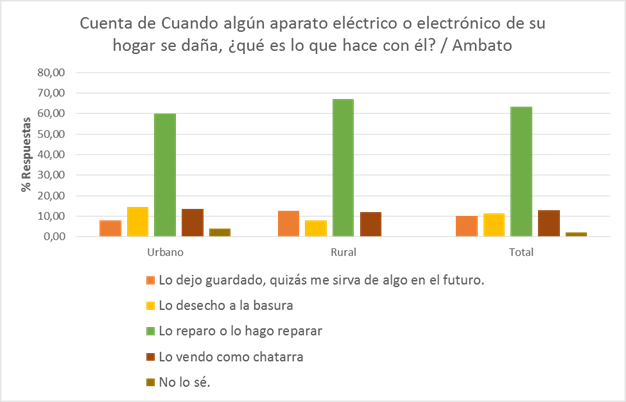 Cuenta de Cuando algún aparato eléctrico o electrónico de su
hogar se daña, ¿qué es lo que hace con él? / Ambato
% Respuestas
80,00
70,00
60,00
50,00
40,00
30,00
20,00
10,00
0,00
Urbano Rural Total
Lo dejo guardado, quizás me sirva de algo en el futuro.
Lo desecho a la basura
Lo reparo o lo hago reparar
Lo vendo como chatarra
No lo sé.